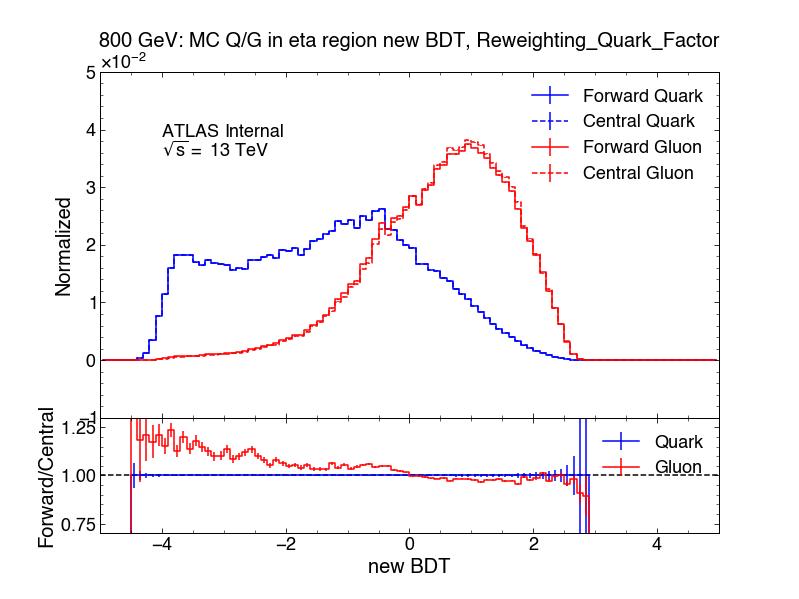 800 GeV: MC Q/G in eta region new BDT, Reweighting_Quark_Factor
×10⁻²
5
4
3
2
1
0
−1
Normalized
ATLAS Internal
√s = 13 TeV
Forward Quark
Central Quark
Forward Gluon
Central Gluon
1.25
1.00
0.75
Forward/Central
Quark
Gluon
−4
−2
0
2
4
new BDT